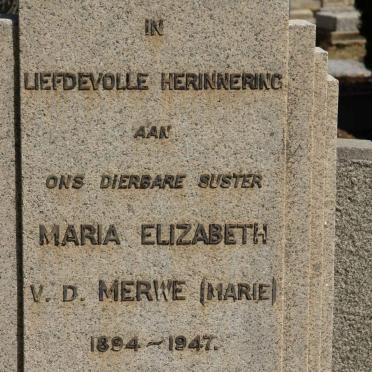 IN
LIEFDEVOLLE HERINNERING
AAN
ONS DIERBARE SUSTER
MARIA ELIZABETH
V. D. MERWE (MARIE)
1894~1947.